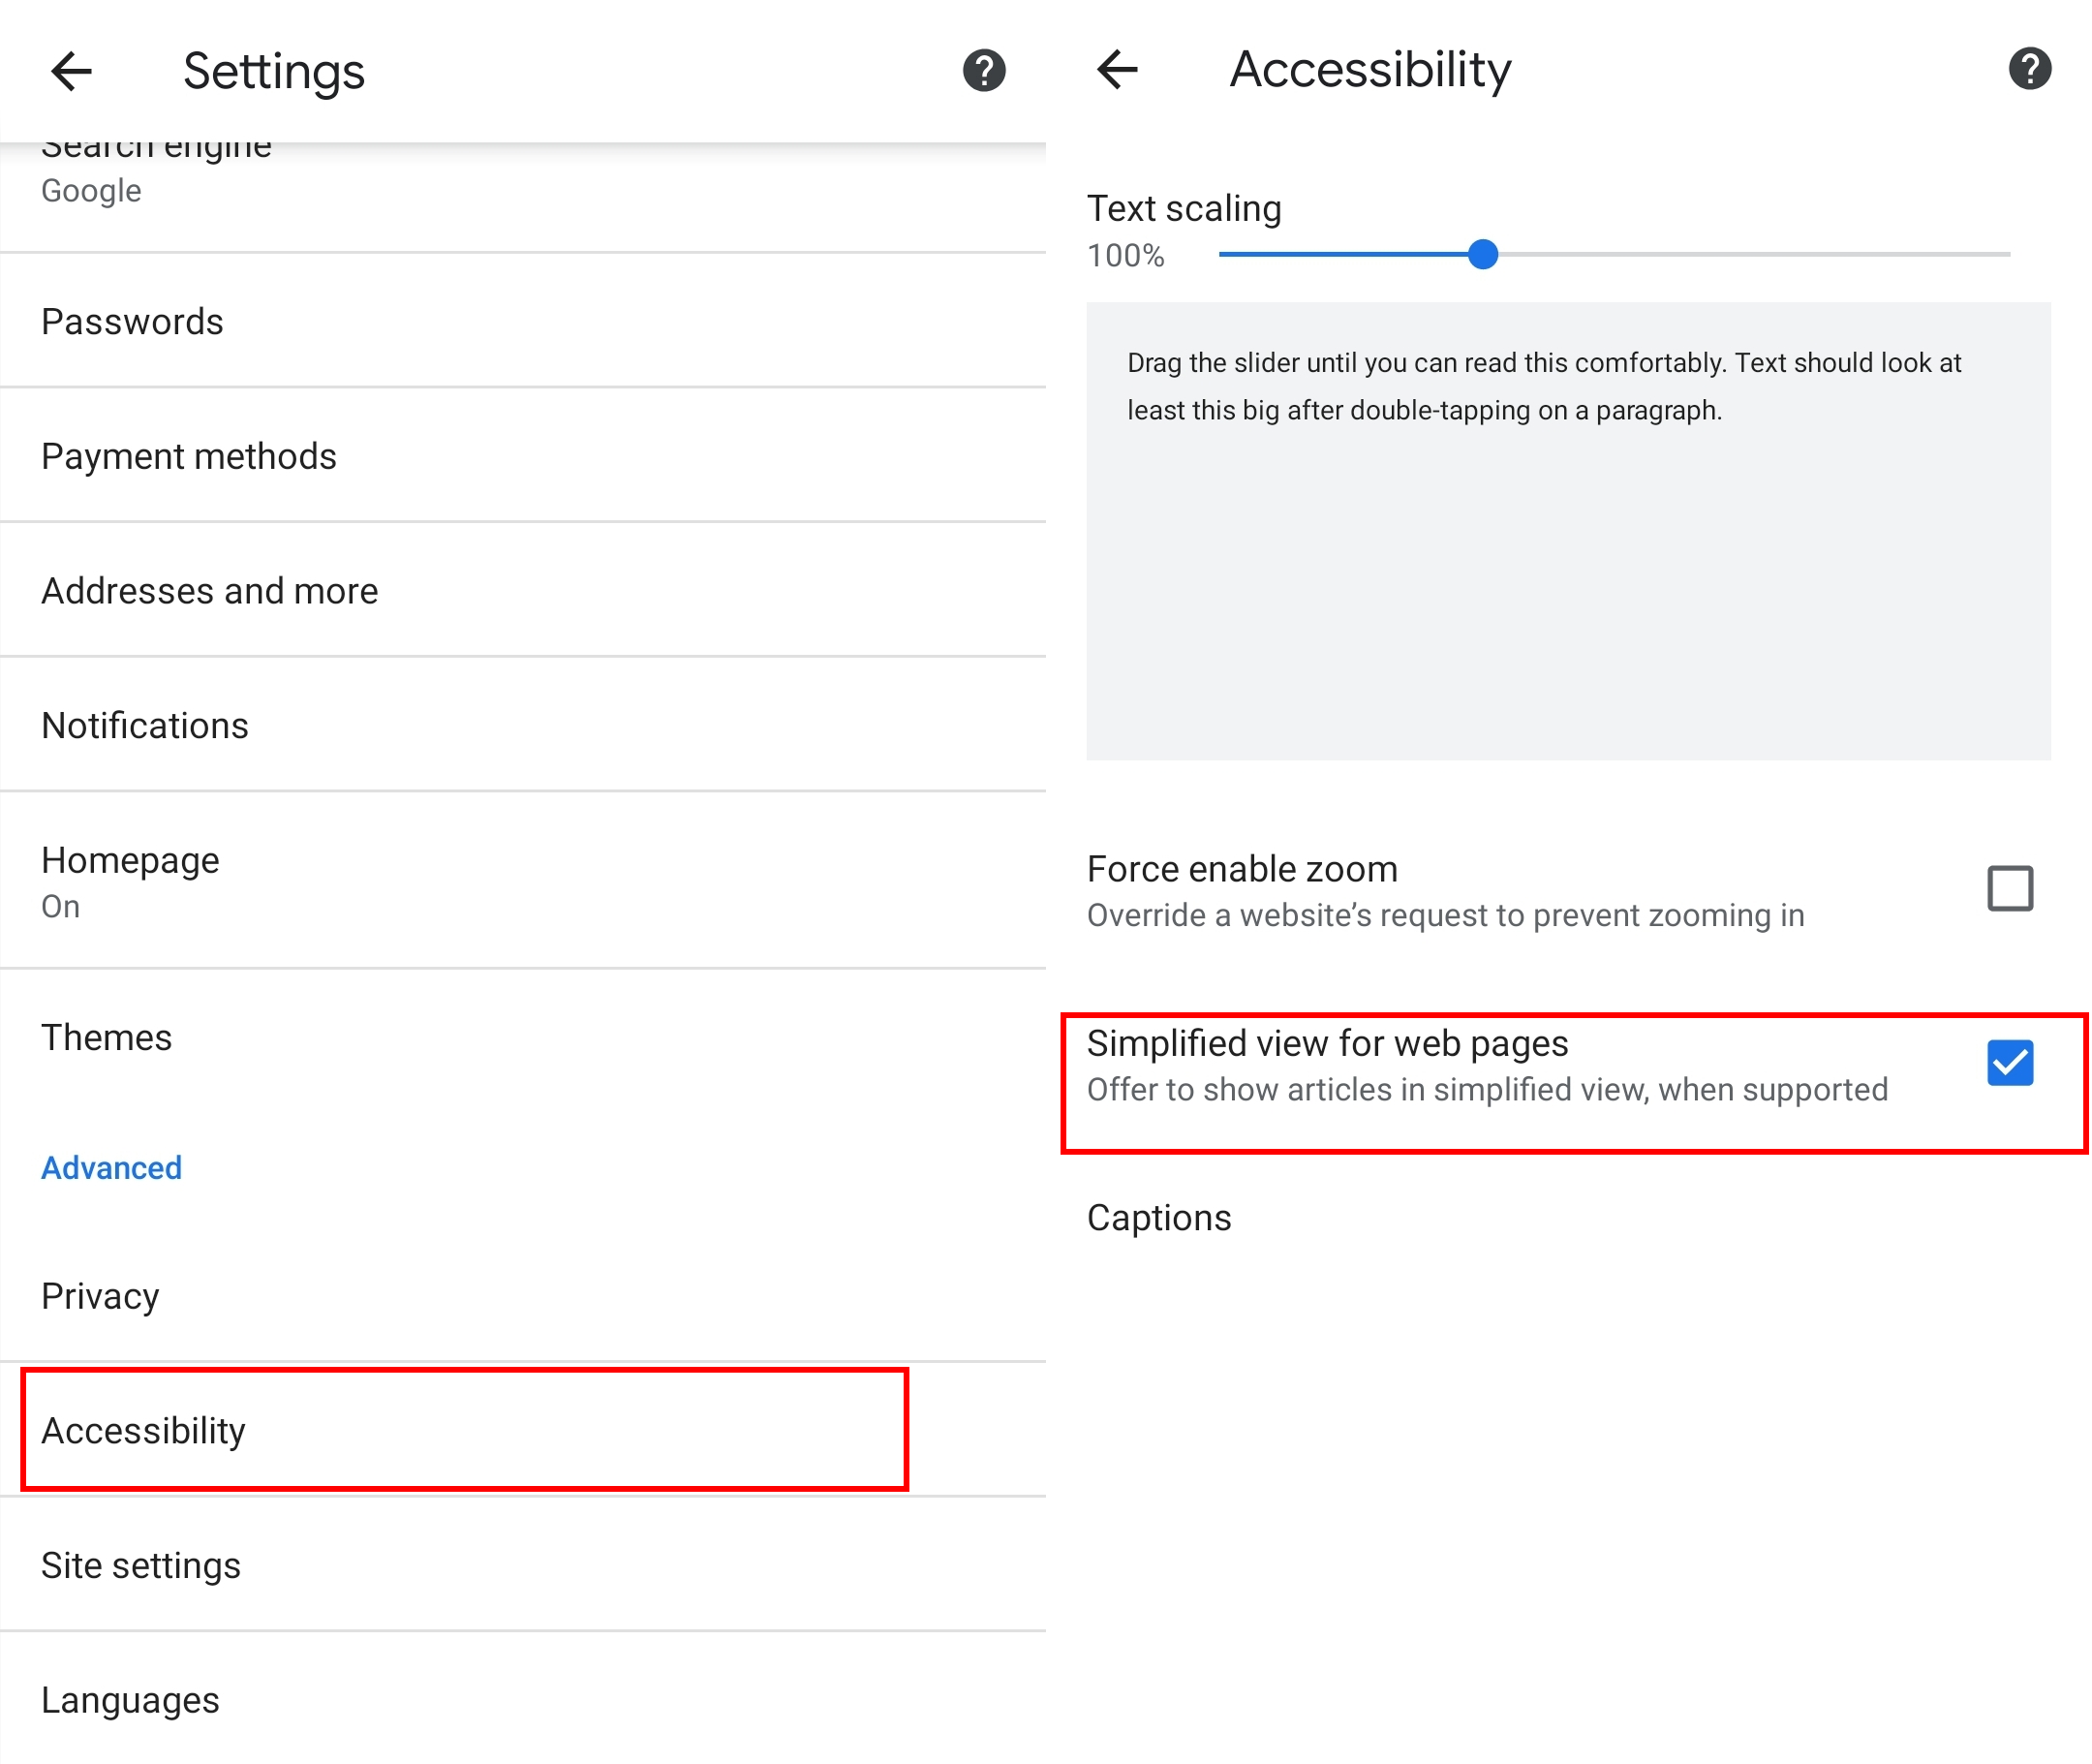 Settings
Search engine
Google
Passwords
Payment methods
Addresses and more
Notifications
Homepage
On
Themes
Advanced
Privacy
Accessibility
Site settings
Languages
Accessibility
Text scaling
100%
Drag the slider until you can read this comfortably. Text should look at
least this big after double-tapping on a paragraph.
Force enable zoom
Override a website’s request to prevent zooming in
Simplified view for web pages
Offer to show articles in simplified view, when supported
Captions